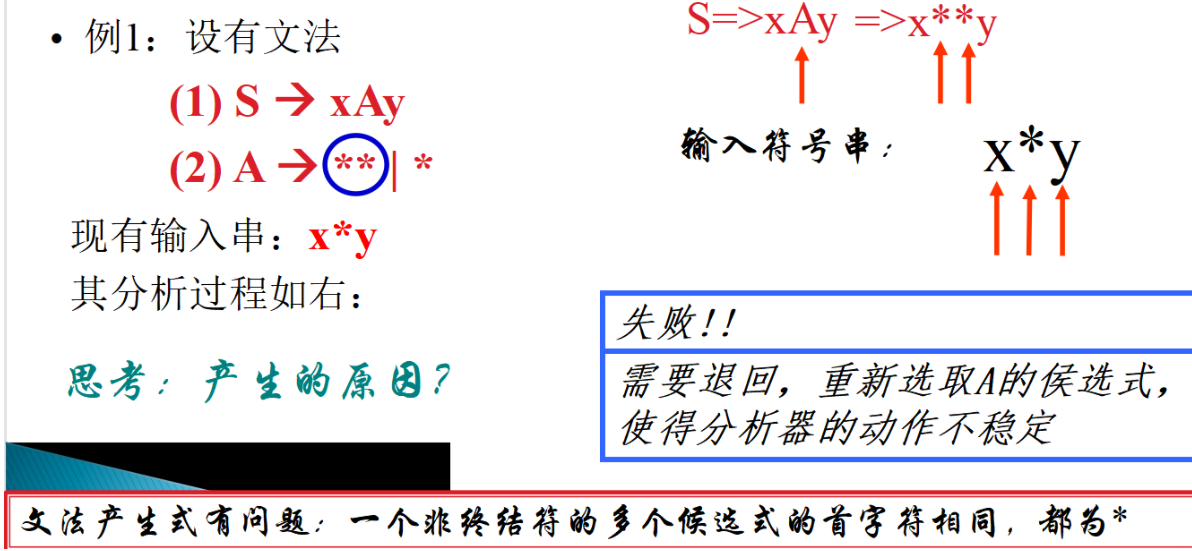 • 例1：设有文法
(1) S → xAy
(2) A → **| *
现有输入串：x*y
其分析过程如右：
思考：产生的原因？
S=>xAy =>x**y
输入符号串：
x*y
失败!!
需要退回，重新选取A的侯选式，
使得分析器的动作不稳定
文法产生式有问题：一个非终结符的多个候选式的首字符相同，都为*